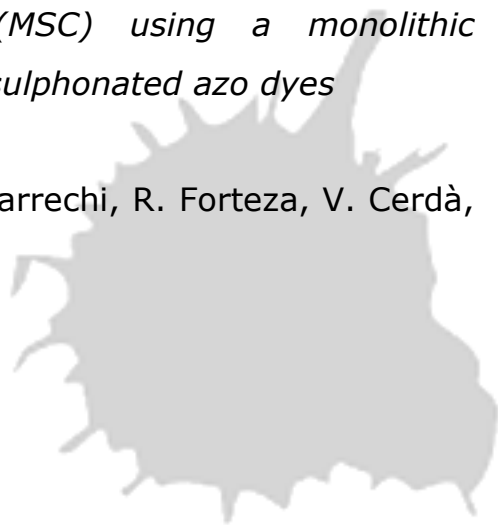 (MSC) using a monolithic
sulphonated azo dyes
arrechi, R. Forteza, V. Cerdà,